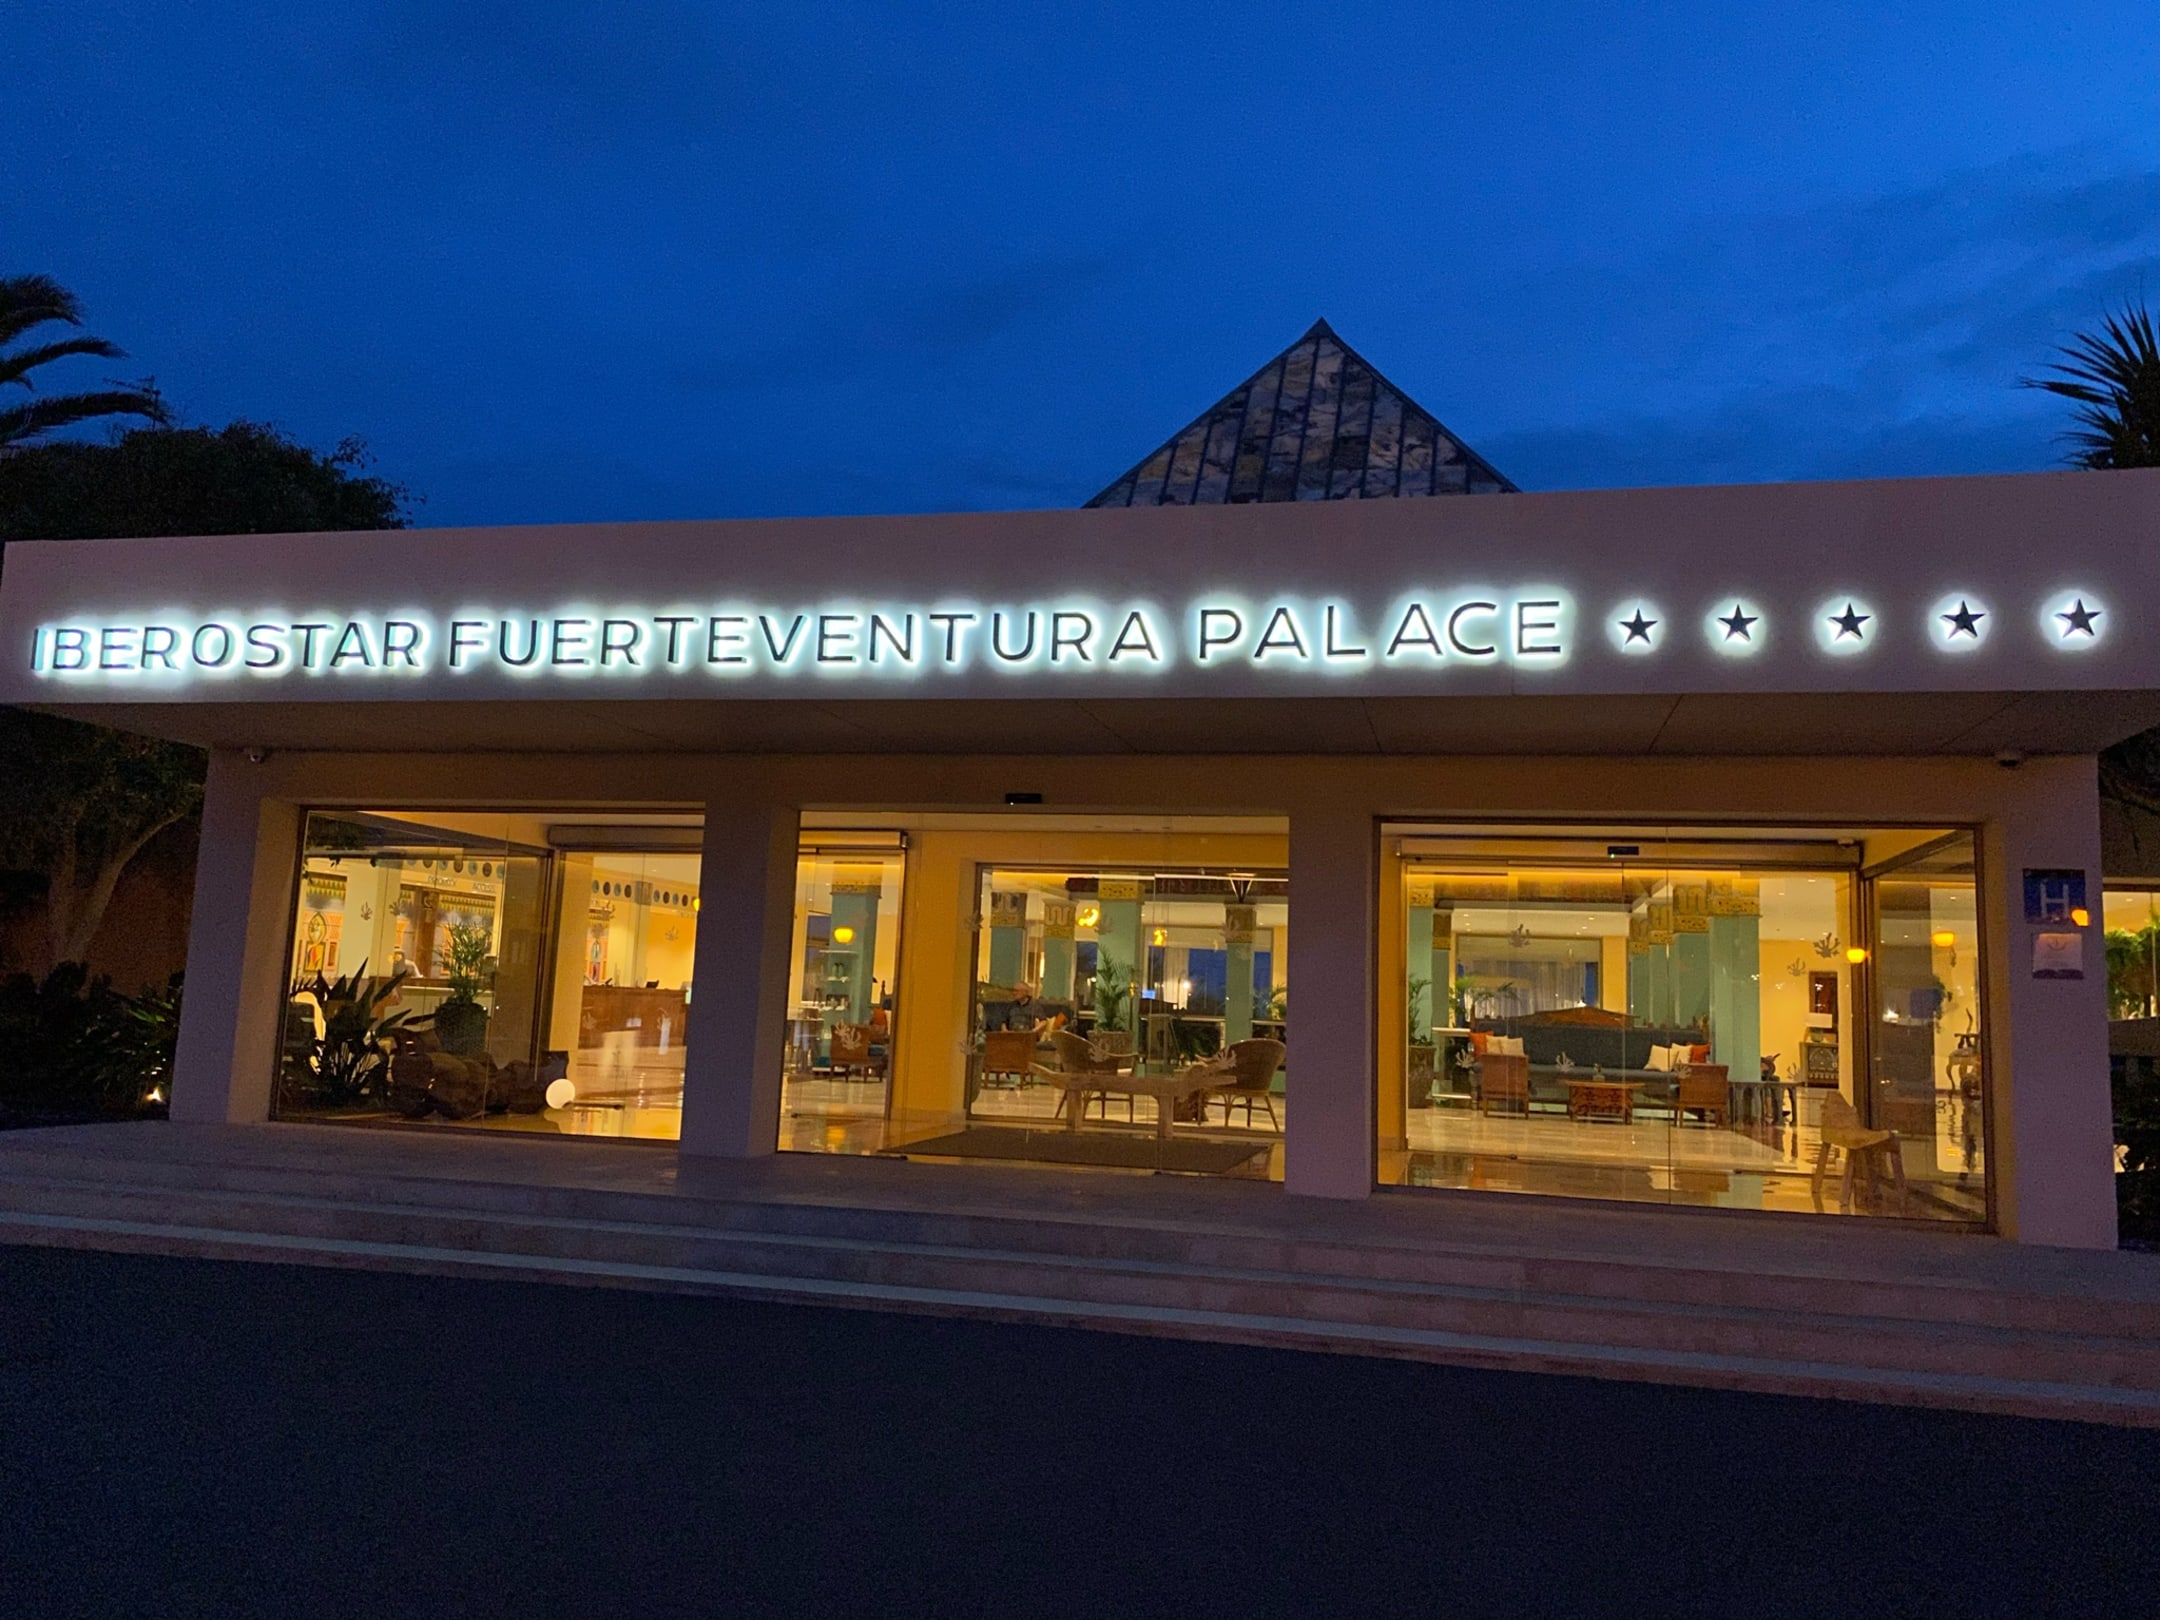 IBEROSTAR FUERTEVENTURA PALACE ★ ★ ★ ★ ★
H